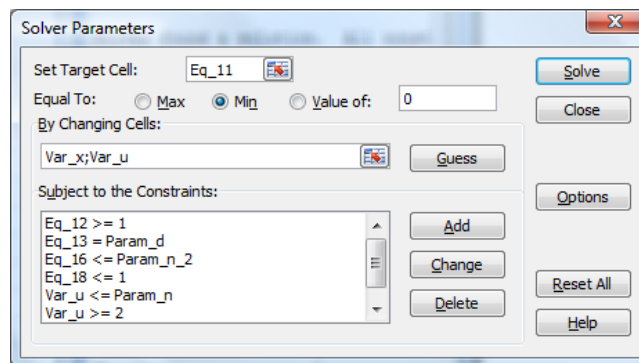 Solver Parameters
Set Target Cell: Eq_11 Solve
Equal To: Max Min Value of: 0 Close
By Changing Cells:
Var_x;Var_u Guess
Subject to the Constraints: Options
Eq_12 >= 1 Add
Eq_13 = Param_d
Eq_16 <= Param_n_2 Change
Eq_18 <= 1 Reset All
Var_u <= Param_n Delete
Var_u >= 2 Help